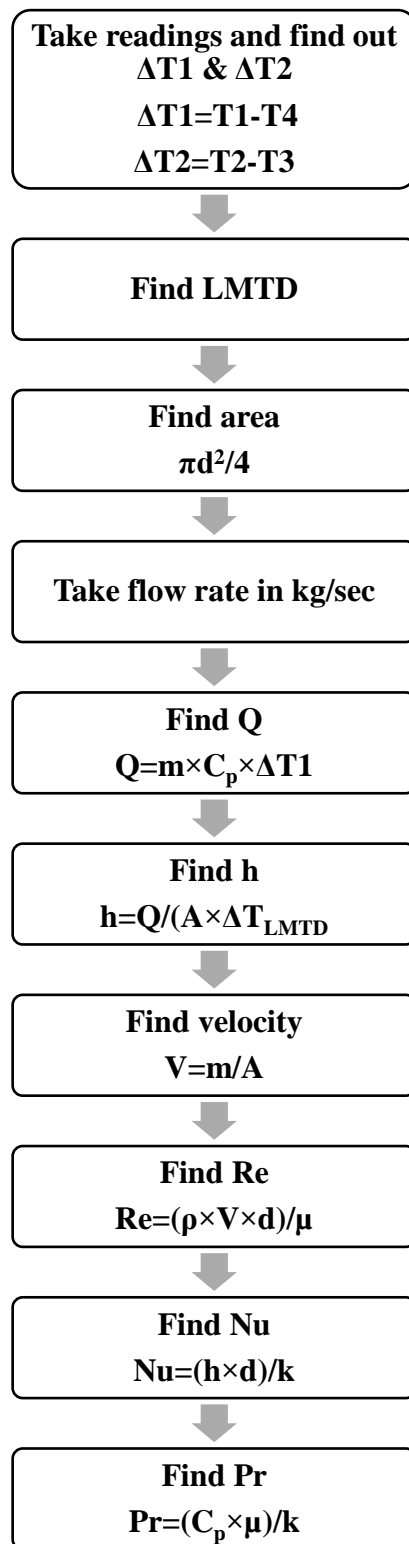 Take readings and find out
ΔT1 & ΔT2
ΔT1=T1-T4
ΔT2=T2-T3
Find LMTD
Find area
πd²/4
Take flow rate in kg/sec
Find Q
Q=m×Cₚ×ΔT1
Find h
h=Q/(A×ΔT_LMTD
Find velocity
V=m/A
Find Re
Re=(ρ×V×d)/μ
Find Nu
Nu=(h×d)/k
Find Pr
Pr=(Cₚ×μ)/k